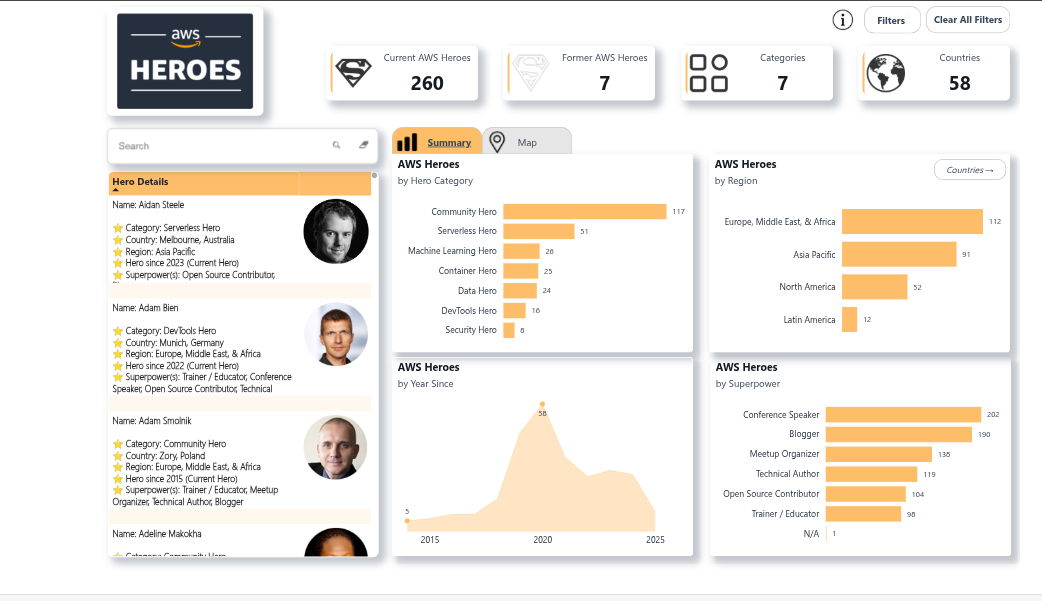 aws
HEROES
i
Filters
Clear All Filters
Current AWS Heroes
260
Former AWS Heroes
7
Categories
7
Countries
58
Search
Summary
Map
Hero Details
Name: Aidan Steele
⭐ Category: Serverless Hero
⭐ Country: Melbourne, Australia
⭐ Region: Asia Pacific
⭐ Hero since 2023 (Current Hero)
⭐ Superpower(s): Open Source Contributor,
Name: Adam Bien
⭐ Category: DevTools Hero
⭐ Country: Munich, Germany
⭐ Region: Europe, Middle East, & Africa
⭐ Hero since 2022 (Current Hero)
⭐ Superpower(s): Trainer / Educator, Conference
Speaker, Open Source Contributor, Technical
Name: Adam Smolnik
⭐ Category: Community Hero
⭐ Country: Zory, Poland
⭐ Region: Europe, Middle East, & Africa
⭐ Hero since 2015 (Current Hero)
⭐ Superpower(s): Trainer / Educator, Meetup
Organizer, Technical Author, Blogger
Name: Adeline Makokha
⭐ Category: Community Hero
AWS Heroes
by Hero Category
Community Hero 117
Serverless Hero 51
Machine Learning Hero 26
Container Hero 25
Data Hero 24
DevTools Hero 16
Security Hero 8
AWS Heroes
by Region
Countries →
Europe, Middle East, & Africa 112
Asia Pacific 91
North America 52
Latin America 12
AWS Heroes
by Year Since
58
5
2015 2020 2025
AWS Heroes
by Superpower
Conference Speaker 202
Blogger 190
Meetup Organizer 138
Technical Author 119
Open Source Contributor 104
Trainer / Educator 98
N/A 1